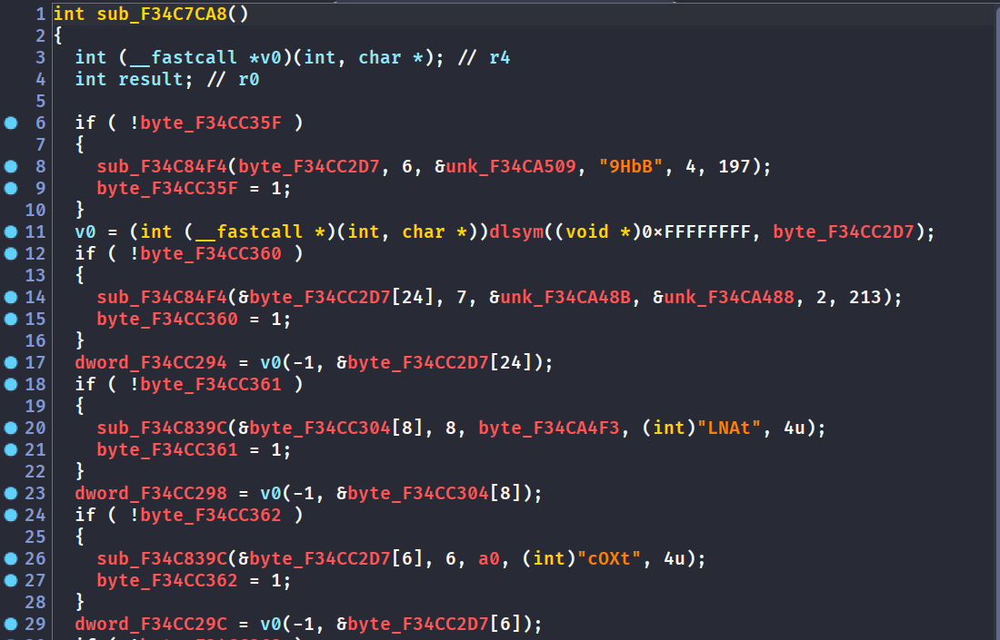 1 int sub_F34C7CA8()
2 {
3 int (__fastcall *v0)(int, char *); // r4
4 int result; // r0
5
6 if ( !byte_F34CC35F )
7 {
8 sub_F34C84F4(byte_F34CC2D7, 6, &unk_F34CA509, "9HbB", 4, 197);
9 byte_F34CC35F = 1;
10 }
11 v0 = (int (__fastcall *)(int, char *))dlsym((void *)0xFFFFFFFF, byte_F34CC2D7);
12 if ( !byte_F34CC360 )
13 {
14 sub_F34C84F4(&byte_F34CC2D7[24], 7, &unk_F34CA48B, &unk_F34CA488, 2, 213);
15 byte_F34CC360 = 1;
16 }
17 dword_F34CC294 = v0(-1, &byte_F34CC2D7[24]);
18 if ( !byte_F34CC361 )
19 {
20 sub_F34C839C(&byte_F34CC304[8], 8, byte_F34CA4F3, (int)"LNAt", 4u);
21 byte_F34CC361 = 1;
22 }
23 dword_F34CC298 = v0(-1, &byte_F34CC304[8]);
24 if ( !byte_F34CC362 )
25 {
26 sub_F34C839C(&byte_F34CC2D7[6], 6, a0, (int)"cOXt", 4u);
27 byte_F34CC362 = 1;
28 }
29 dword_F34CC29C = v0(-1, &byte_F34CC2D7[6]);